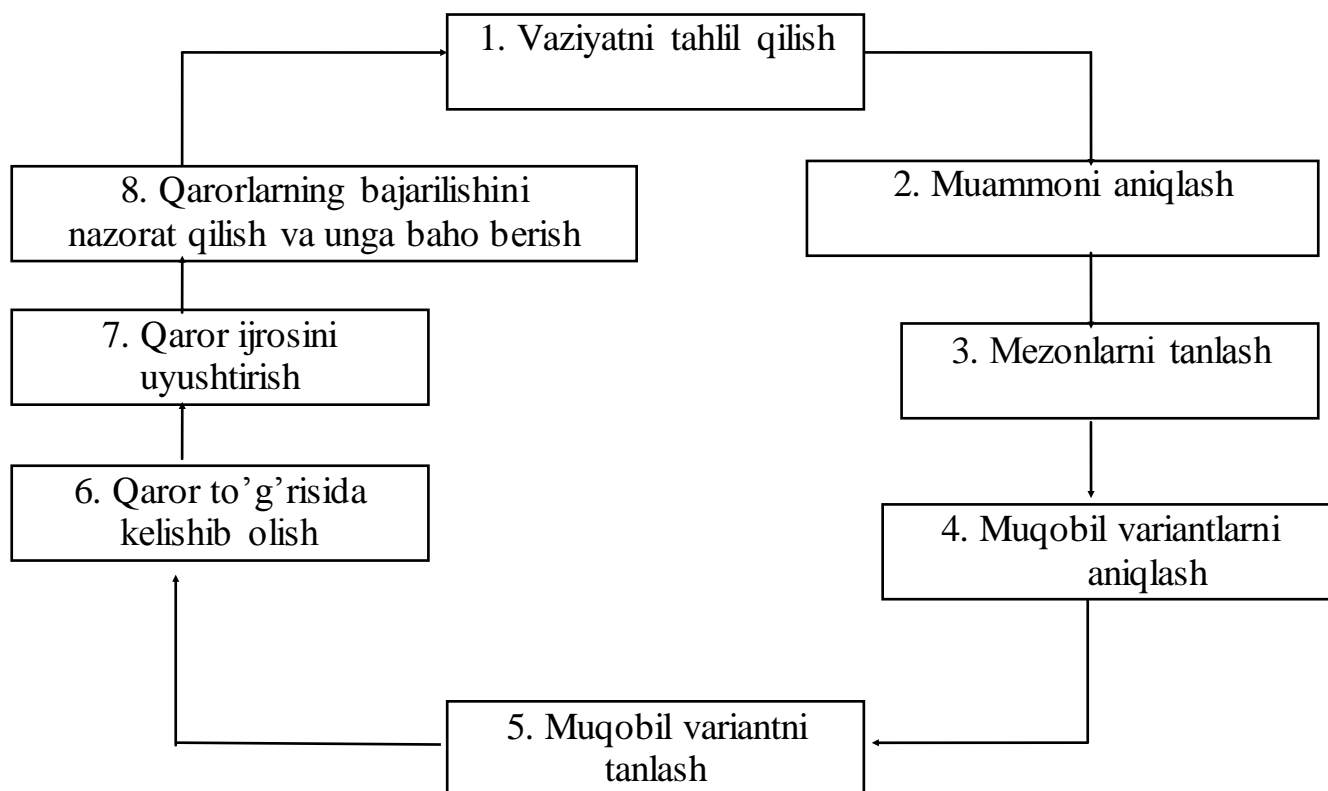 1. Vaziyatni tahlil qilish
2. Muammoni aniqlash
3. Mezonlarni tanlash
4. Muqobil variantlarni
aniqlash
5. Muqobil variantni
tanlash
6. Qaror to’g’risida
kelishib olish
7. Qaror ijrosini
uyushtirish
8. Qarorlarning bajarilishini
nazorat qilish va unga baho berish